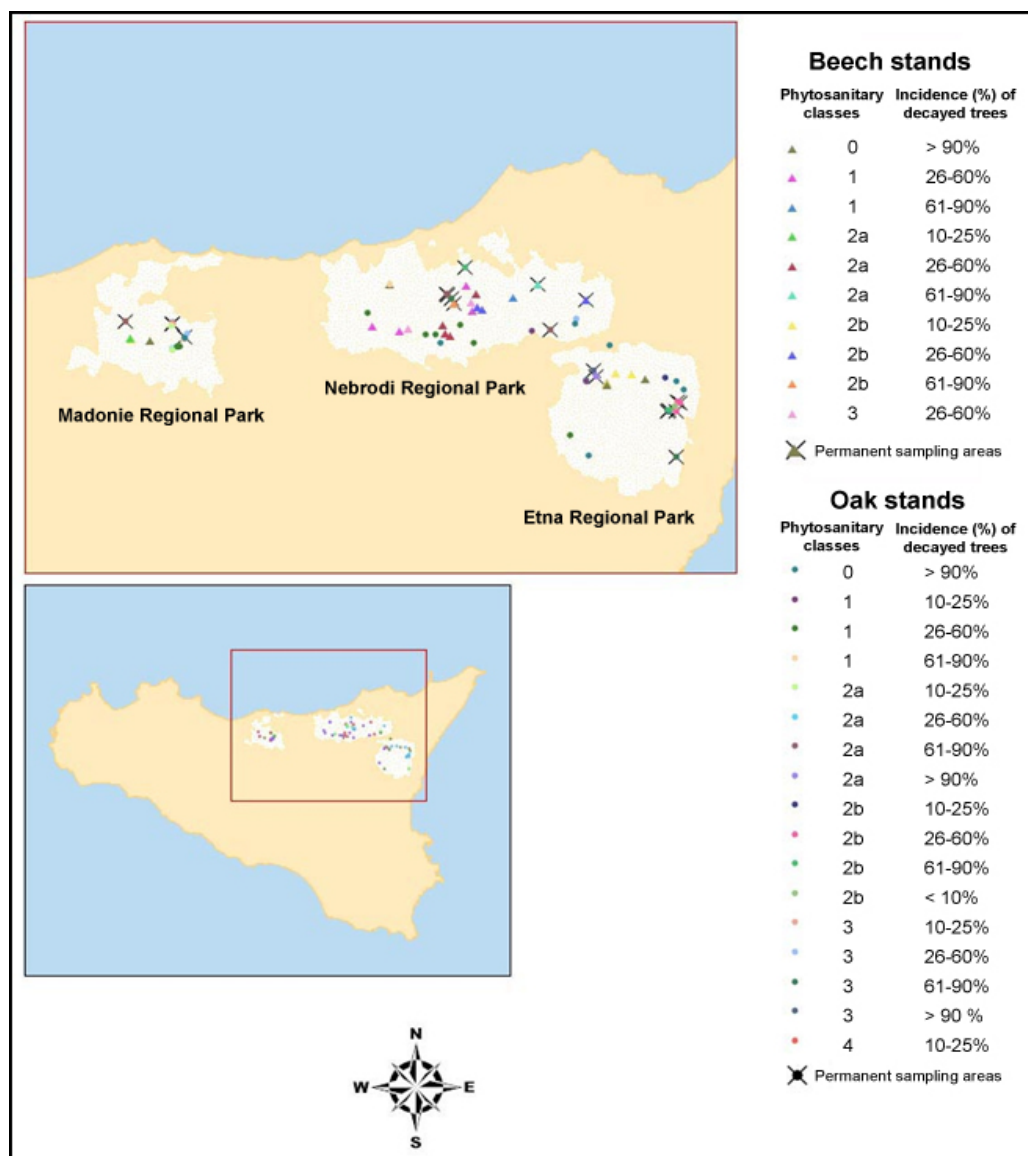 Madonie Regional Park
Nebrodi Regional Park
Etna Regional Park
Beech stands
Phytosanitary Incidence (%) of
classes decayed trees
0 > 90%
1 26-60%
1 61-90%
2a 10-25%
2a 26-60%
2a 61-90%
2b 10-25%
2b 26-60%
2b 61-90%
3 26-60%
Permanent sampling areas
Oak stands
Phytosanitary Incidence (%) of
classes decayed trees
0 > 90%
1 10-25%
1 26-60%
1 61-90%
2a 10-25%
2a 26-60%
2a 61-90%
2a > 90%
2b 10-25%
2b 26-60%
2b 61-90%
2b < 10%
3 10-25%
3 26-60%
3 61-90%
3 > 90 %
4 10-25%
Permanent sampling areas
N
W E
S